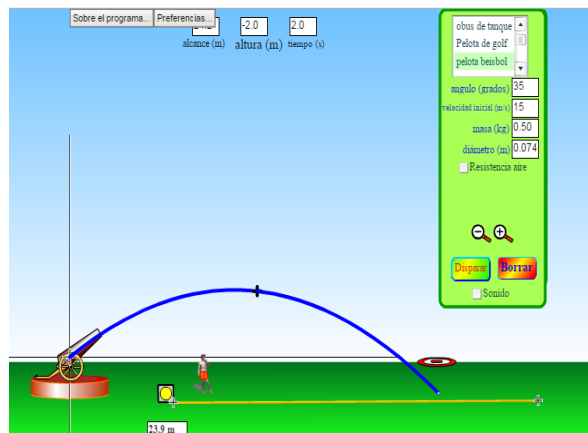 Sobre el programa... Preferencias...
-2.0 2.0
alcance (m) altura (m) tiempo (s)
obus de tanque
Pelota de golf
pelota beisbol
angulo (grados) 35
velocidad inicial (m/s) 15
masa (kg) 0.50
diámetro (m) 0.074
Resistencia aire
Disparar Borrar
Sonido
23.9 m